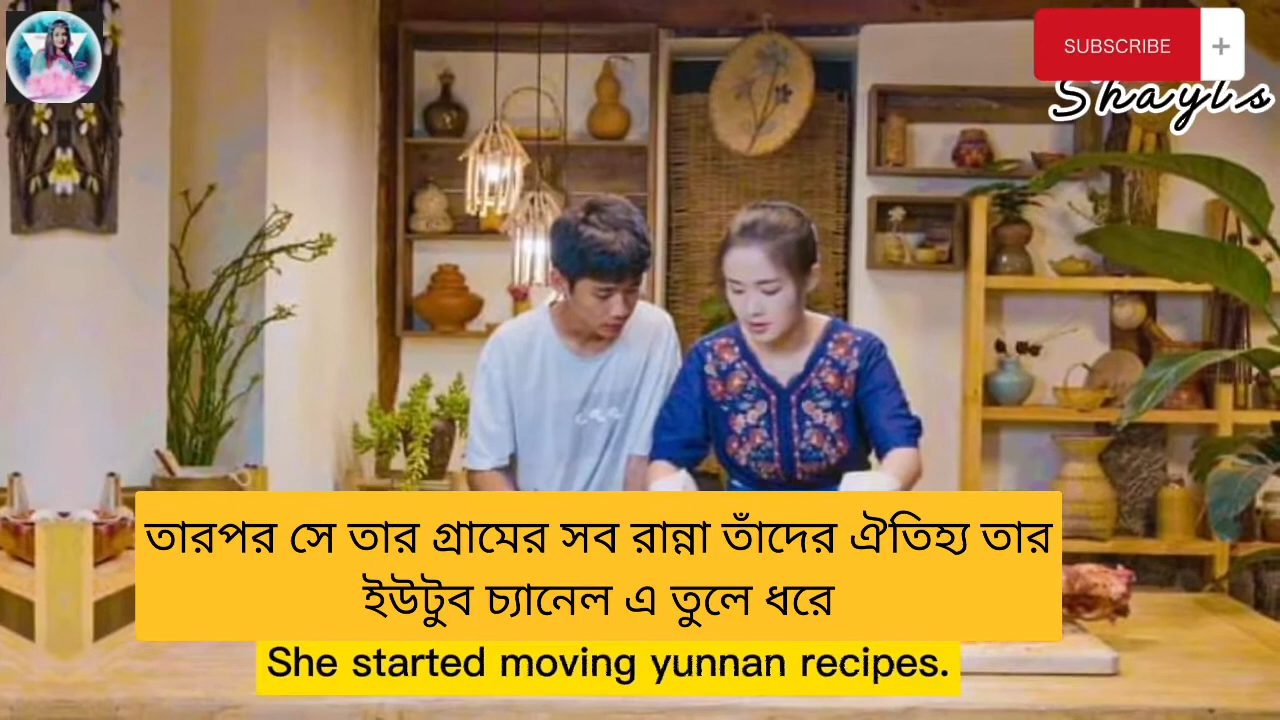 SUBSCRIBE +
Shayls
তারপর সে তার গ্রামের সব রান্না তাঁদের ঐতিহ্য তার
ইউটুব চ্যানেল এ তুলে ধরে
She started moving yunnan recipes.